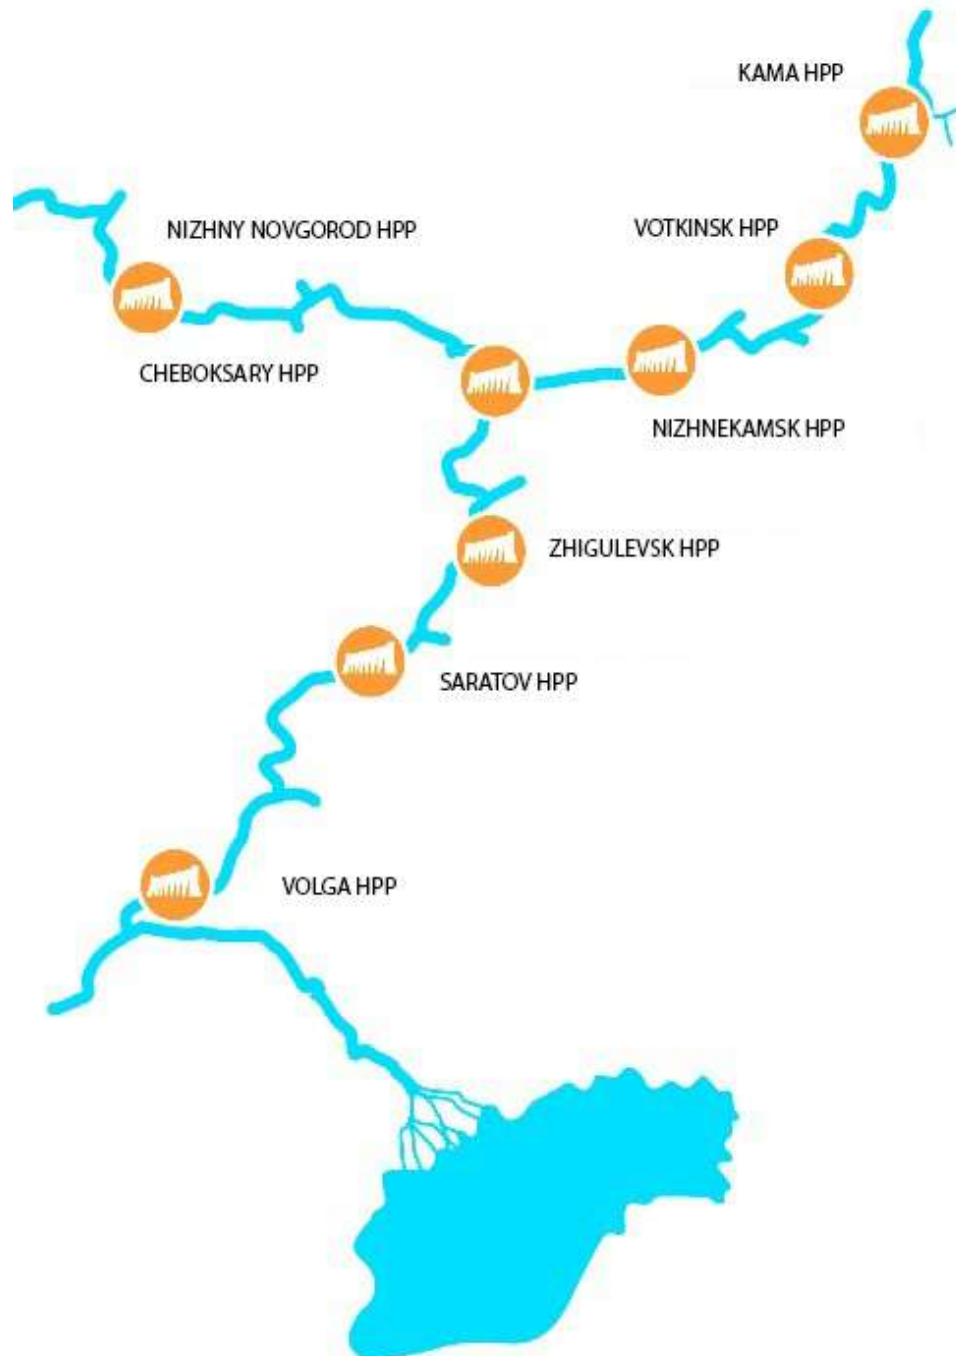 KAMA HPP
NIZHNY NOVGOROD HPP
VOTKINSK HPP
CHEBOKSARY HPP
NIZHNEKAMSK HPP
ZHIGULEVSK HPP
SARATOV HPP
VOLGA HPP